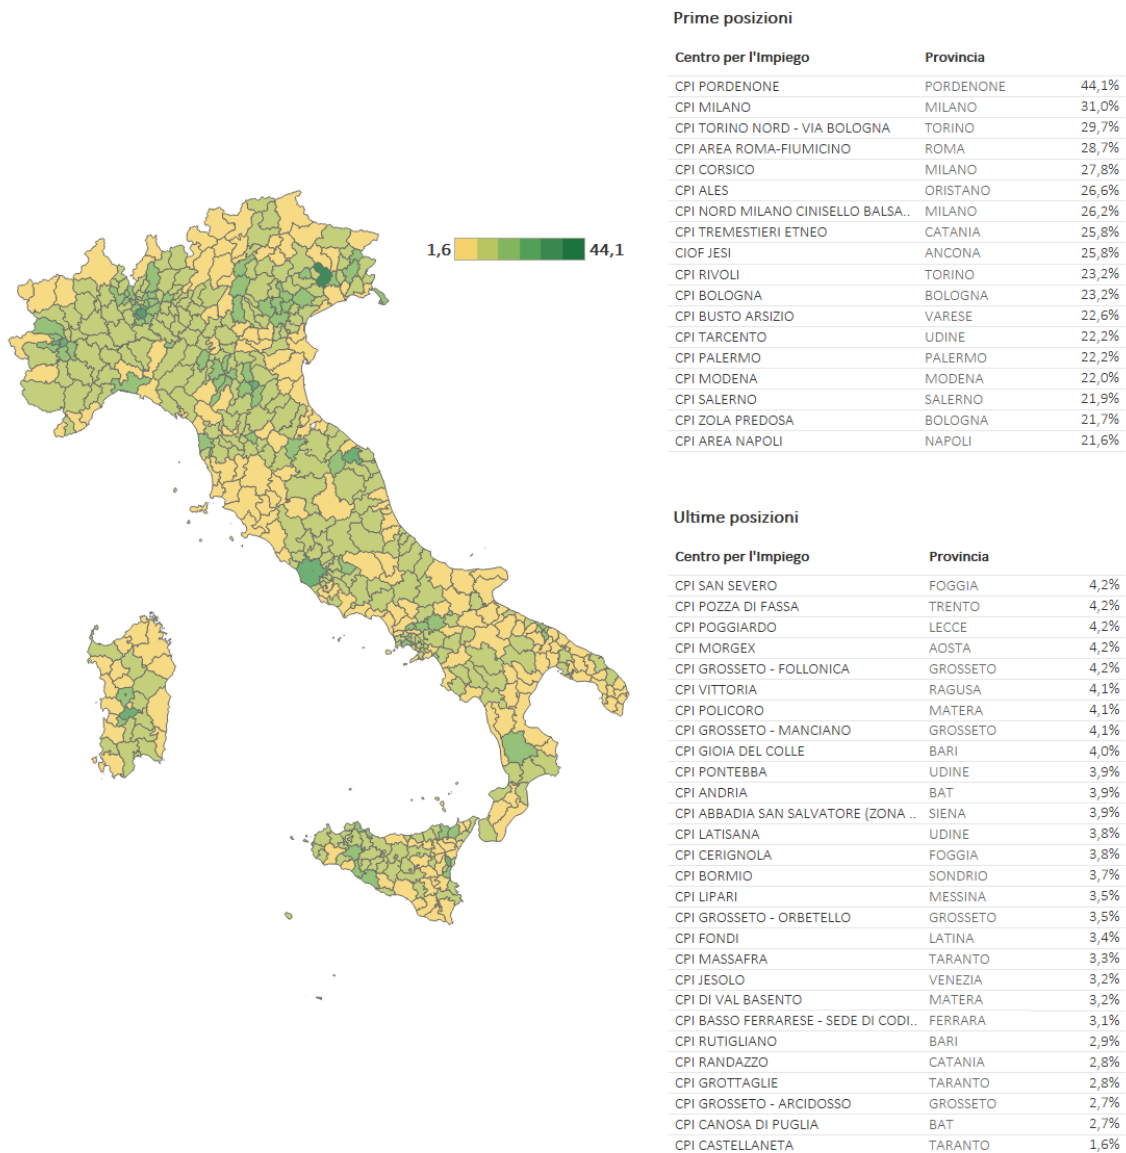 Prime posizioni
Centro per l'Impiego Provincia
CPI PORDENONE PORDENONE 44,1%
CPI MILANO MILANO 31,0%
CPI TORINO NORD - VIA BOLOGNA TORINO 29,7%
CPI AREA ROMA-FIUMICINO ROMA 28,7%
CPI CORSICO MILANO 27,8%
CPI ALES ORISTANO 26,6%
CPI NORD MILANO CINISELLO BALSA.. MILANO 26,2%
CPI TREMESTIERI ETNEO CATANIA 25,8%
CIOF JESI ANCONA 25,8%
CPI RIVOLI TORINO 23,2%
CPI BOLOGNA BOLOGNA 23,2%
CPI BUSTO ARSIZIO VARESE 22,6%
CPI TARCENTO UDINE 22,2%
CPI PALERMO PALERMO 22,2%
CPI MODENA MODENA 22,0%
CPI SALERNO SALERNO 21,9%
CPI ZOLA PREDOSA BOLOGNA 21,7%
CPI AREA NAPOLI NAPOLI 21,6%
1,6 44,1
Ultime posizioni
Centro per l'Impiego Provincia
CPI SAN SEVERO FOGGIA 4,2%
CPI POZZA DI FASSA TRENTO 4,2%
CPI POGGIARDO LECCE 4,2%
CPI MORGEX AOSTA 4,2%
CPI GROSSETO - FOLLONICA GROSSETO 4,2%
CPI VITTORIA RAGUSA 4,1%
CPI POLICORO MATERA 4,1%
CPI GROSSETO - MANCIANO GROSSETO 4,1%
CPI GIOIA DEL COLLE BARI 4,0%
CPI PONTEBBA UDINE 3,9%
CPI ANDRIA BAT 3,9%
CPI ABBADIA SAN SALVATORE (ZONA .. SIENA 3,9%
CPI LATISANA UDINE 3,8%
CPI CERIGNOLA FOGGIA 3,8%
CPI BORMIO SONDRIO 3,7%
CPI LIPARI MESSINA 3,5%
CPI GROSSETO - ORBETELLO GROSSETO 3,5%
CPI FONDI LATINA 3,4%
CPI MASSAFRA TARANTO 3,3%
CPI JESOLO VENEZIA 3,2%
CPI DI VAL BASENTO MATERA 3,2%
CPI BASSO FERRARESE - SEDE DI CODI.. FERRARA 3,1%
CPI RUTIGLIANO BARI 2,9%
CPI RANDAZZO CATANIA 2,8%
CPI GROTTAGLIE TARANTO 2,8%
CPI GROSSETO - ARCIDOSSO GROSSETO 2,7%
CPI CANOSA DI PUGLIA BAT 2,7%
CPI CASTELLANETA TARANTO 1,6%